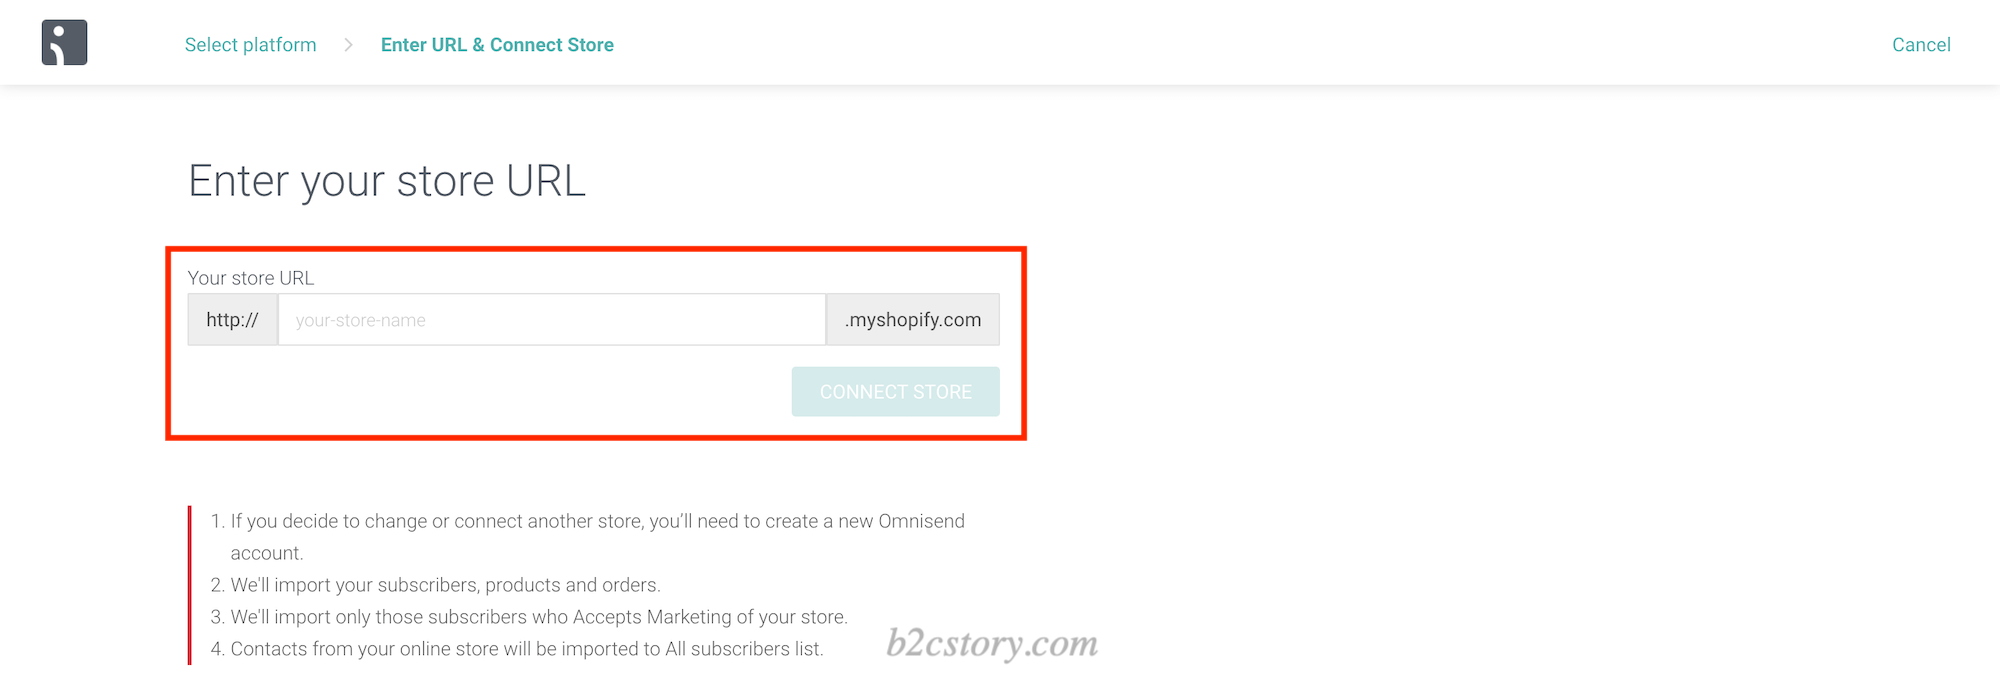 Select platform
Enter URL & Connect Store
Cancel
Enter your store URL
Your store URL
http://
your-store-name
.myshopify.com
CONNECT STORE
1. If you decide to change or connect another store, you'll need to create a new Omnisend
account.
2. We'll import your subscribers, products and orders.
3. We'll import only those subscribers who Accepts Marketing of your store.
4. Contacts from your online store will be imported to All subscribers list.
b2cstory.com